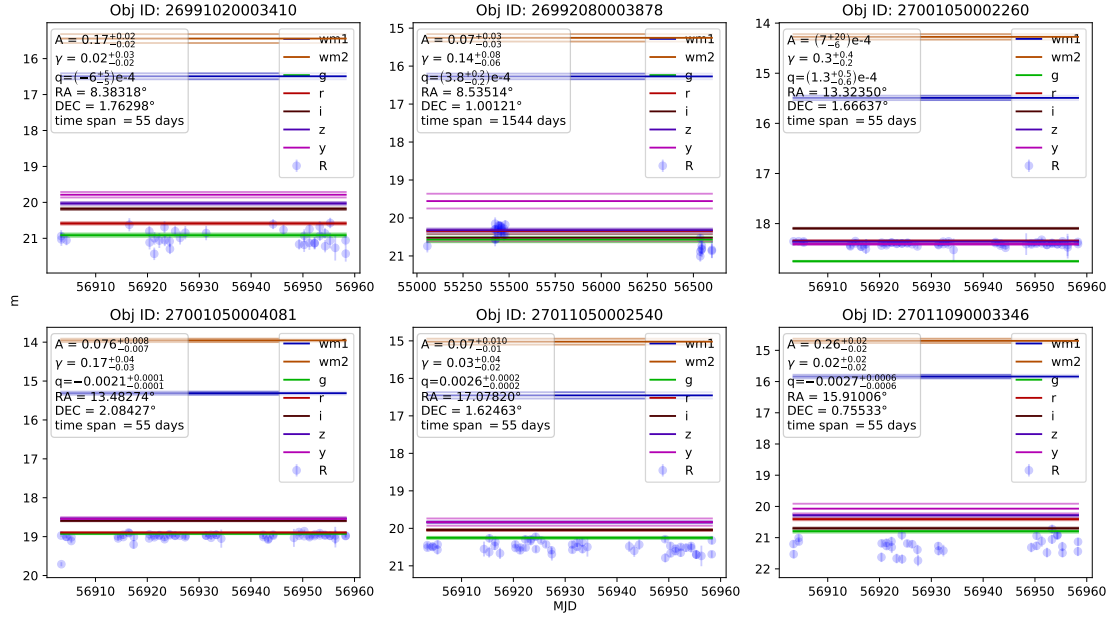 Obj ID: 26991020003410
A = 0.17^{+0.02}_{-0.02}
γ = 0.02^{+0.03}_{-0.02}
q=(−6^{+5}_{-5})e-4
RA = 8.38318°
DEC = 1.76298°
time span = 55 days
wm1
wm2
g
r
i
z
y
R
16
17
18
19
20
21
56910 56920 56930 56940 56950 56960
Obj ID: 26992080003878
A = 0.07^{+0.03}_{-0.03}
γ = 0.14^{+0.08}_{-0.06}
q=(3.8^{+0.2}_{-0.2})e-4
RA = 8.53514°
DEC = 1.00121°
time span = 1544 days
wm1
wm2
g
r
i
z
y
R
15
16
17
18
19
20
21
55000 55250 55500 55750 56000 56250 56500
Obj ID: 27001050002260
A = (7^{+20}_{-6})e-4
γ = 0.3^{+0.4}_{-0.2}
q=(1.3^{+0.5}_{-0.6})e-4
RA = 13.32350°
DEC = 1.66637°
time span = 55 days
wm1
wm2
g
r
i
z
y
R
14
15
16
17
18
56910 56920 56930 56940 56950 56960
m
Obj ID: 27001050004081
A = 0.076^{+0.008}_{-0.007}
γ = 0.17^{+0.04}_{-0.03}
q=−0.0021^{+0.0001}_{-0.0001}
RA = 13.48274°
DEC = 2.08427°
time span = 55 days
wm1
wm2
g
r
i
z
y
R
14
15
16
17
18
19
20
56910 56920 56930 56940 56950 56960
Obj ID: 27011050002540
A = 0.07^{+0.010}_{-0.01}
γ = 0.03^{+0.04}_{-0.02}
q=0.0026^{+0.0002}_{-0.0002}
RA = 17.07820°
DEC = 1.62463°
time span = 55 days
wm1
wm2
g
r
i
z
y
R
15
16
17
18
19
20
21
56910 56920 56930 56940 56950 56960
Obj ID: 27011090003346
A = 0.26^{+0.02}_{-0.02}
γ = 0.02^{+0.02}_{-0.02}
q=−0.0027^{+0.0006}_{-0.0006}
RA = 15.91006°
DEC = 0.75533°
time span = 55 days
wm1
wm2
g
r
i
z
y
R
15
16
17
18
19
20
21
22
56910 56920 56930 56940 56950 56960
MJD